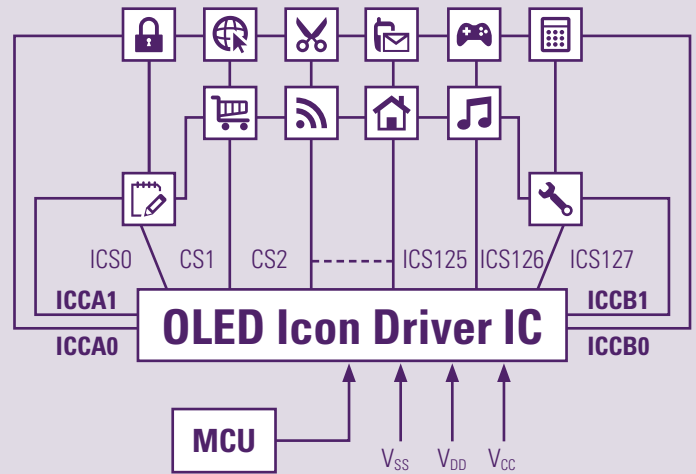 ICS0 CS1 CS2 ICS125 ICS126 ICS127
ICCA1 ICCB1
OLED Icon Driver IC
ICCA0 ICCB0
MCU
VSS VDD VCC